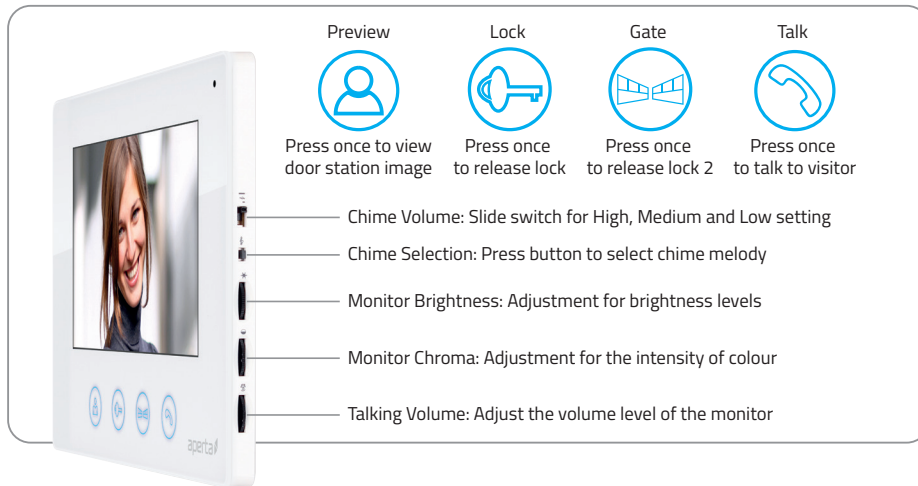 Preview
Lock
Gate
Talk
Press once to view
door station image
Press once
to release lock
Press once
to release lock 2
Press once
to talk to visitor
Chime Volume: Slide switch for High, Medium and Low setting
Chime Selection: Press button to select chime melody
Monitor Brightness: Adjustment for brightness levels
Monitor Chroma: Adjustment for the intensity of colour
Talking Volume: Adjust the volume level of the monitor
aperta